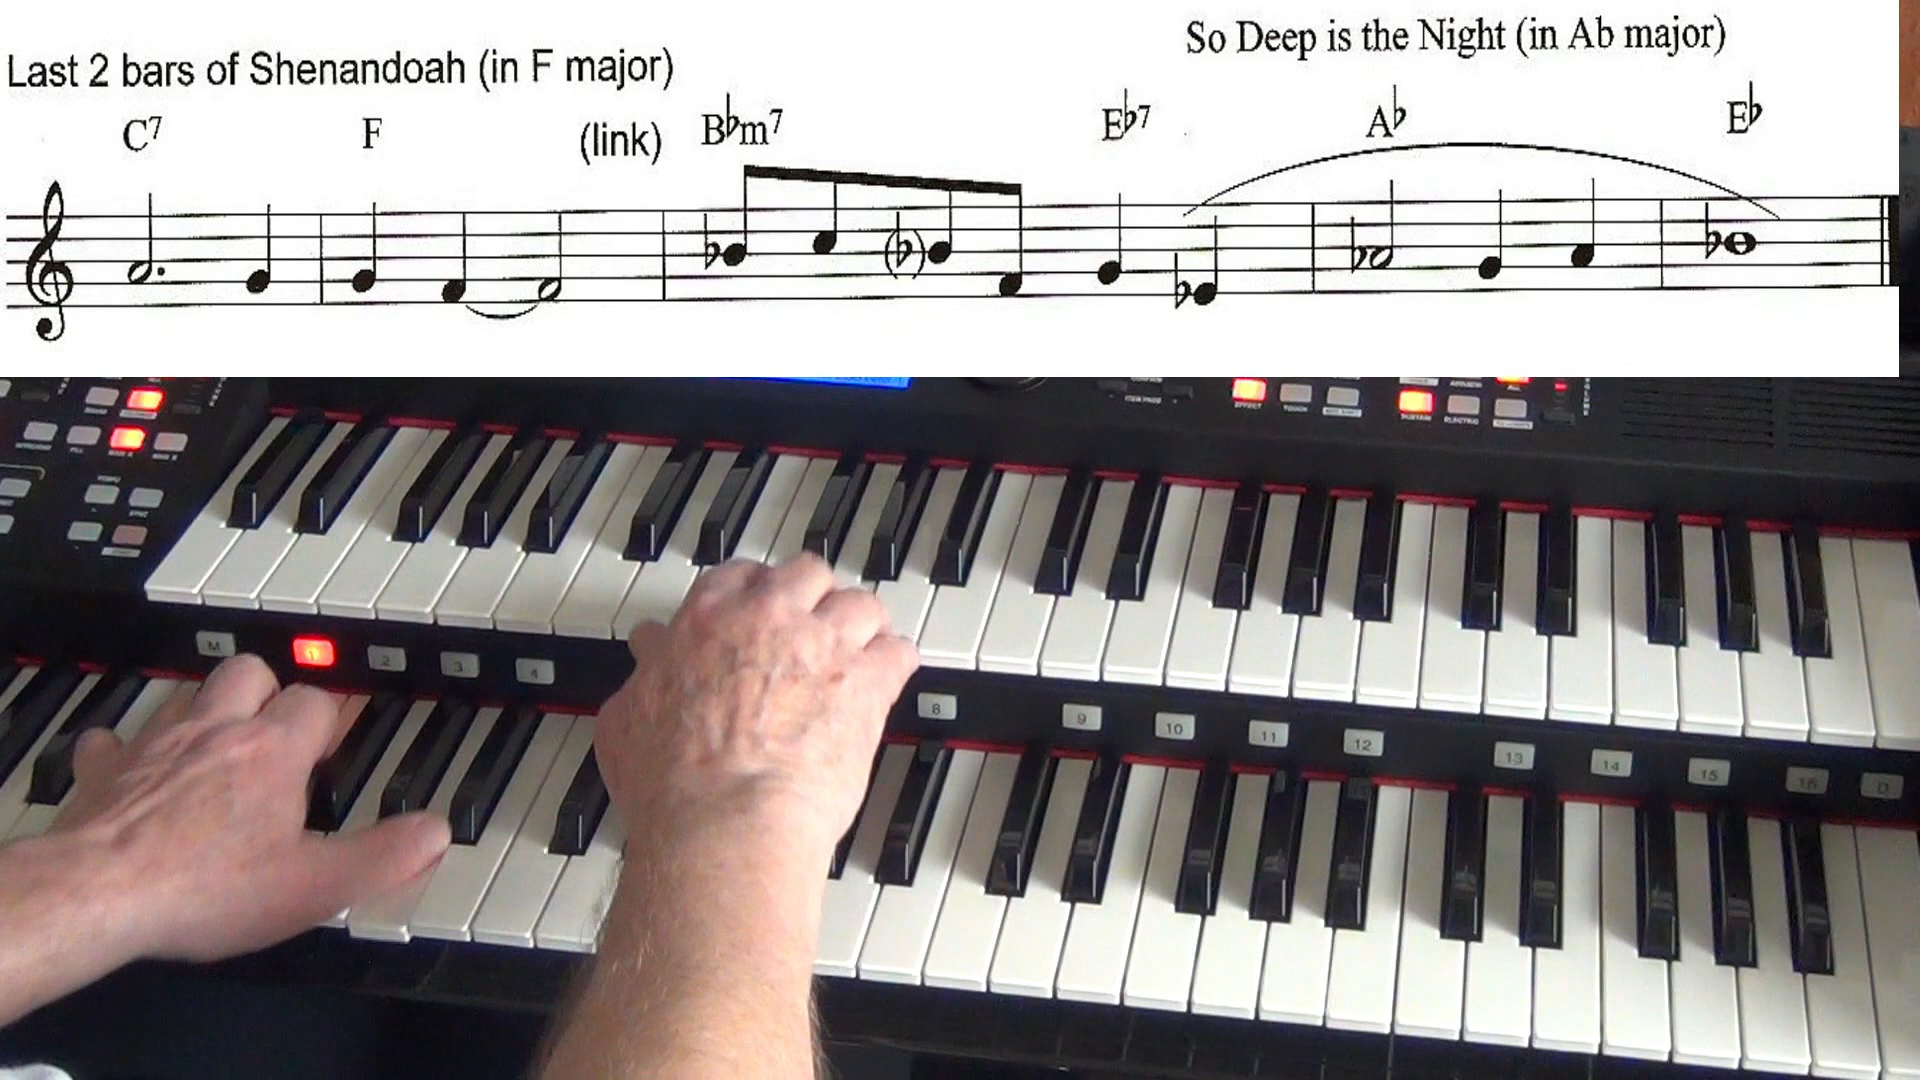 So Deep is the Night (in Ab major)
Last 2 bars of Shenandoah (in F major)
C7 F (link) B♭m7 E♭7 A♭ E♭
M 1 2 3 4 8 9 10 11 12 13 14 15 16 D